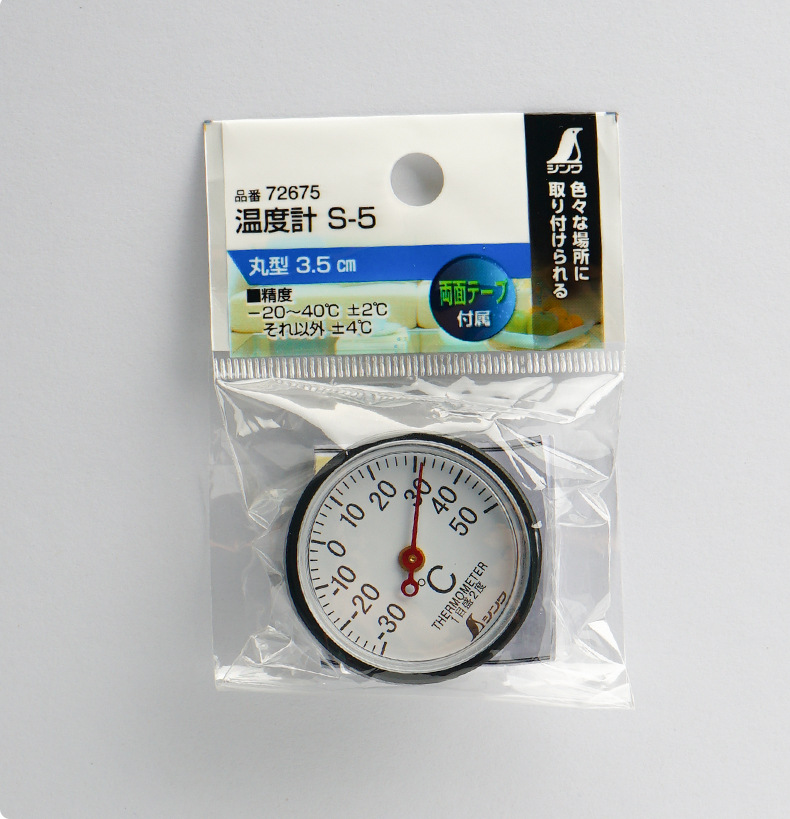 シンワ
色々な場所に
取り付けられる
品番 72675
温度計 S-5
丸型 3.5 cm
両面テープ
付属
■精度
−20〜40℃ ±2℃
それ以外 ±4℃
-30
-20
-10
0
10
20
30
40
50
°C
THERMOMETER
1目盛2度
シンワ